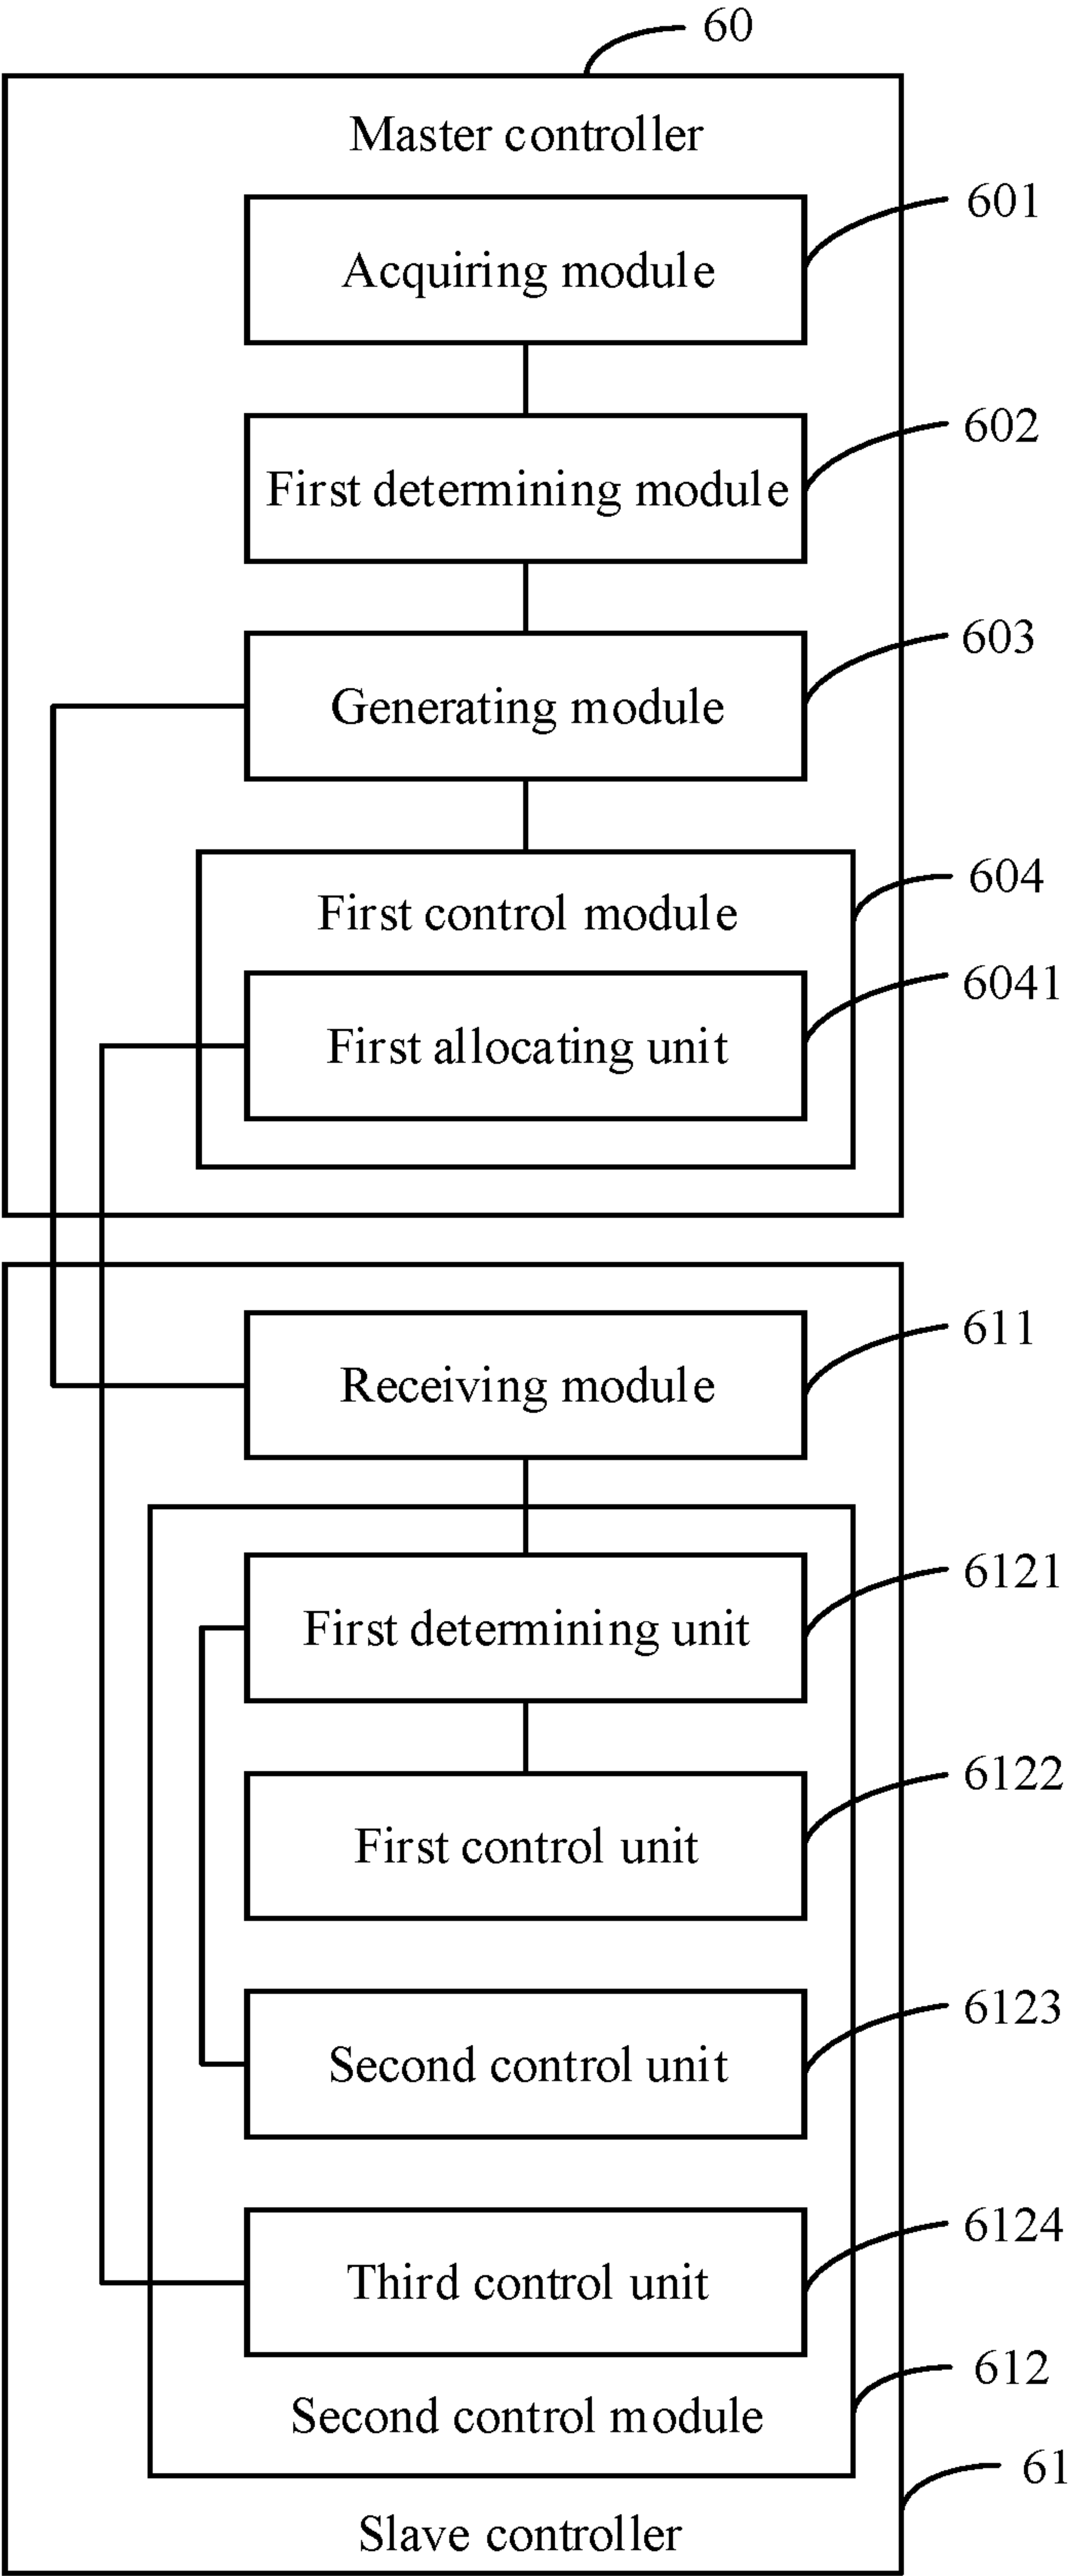 60
Master controller
601
Acquiring module
602
First determining module
603
Generating module
604
First control module
6041
First allocating unit
611
Receiving module
6121
First determining unit
6122
First control unit
6123
Second control unit
6124
Third control unit
612
Second control module
61
Slave controller